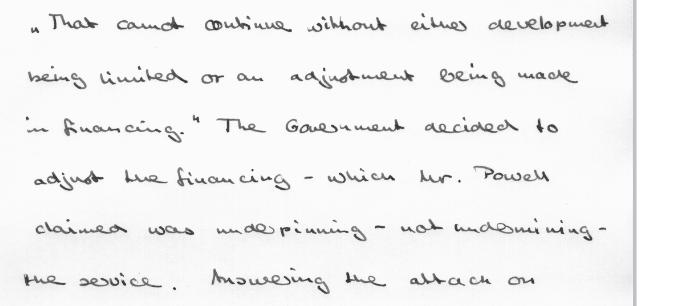 „That cannot continue without either development
being limited or an adjustment being made
in financing." The Government decided to
adjust the financing - which Mr. Powell
claimed was underpinning - not undermining -
the service. Answering the attack on